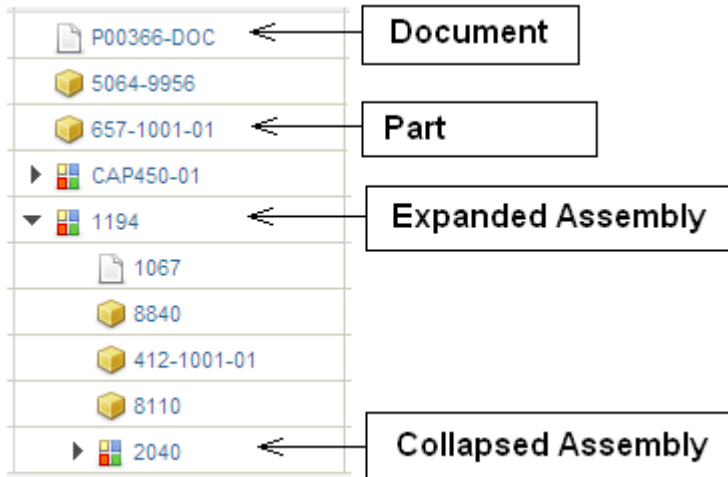 P00366-DOC Document
5064-9956
657-1001-01 Part
CAP450-01
1194 Expanded Assembly
1067
8840
412-1001-01
8110
2040 Collapsed Assembly